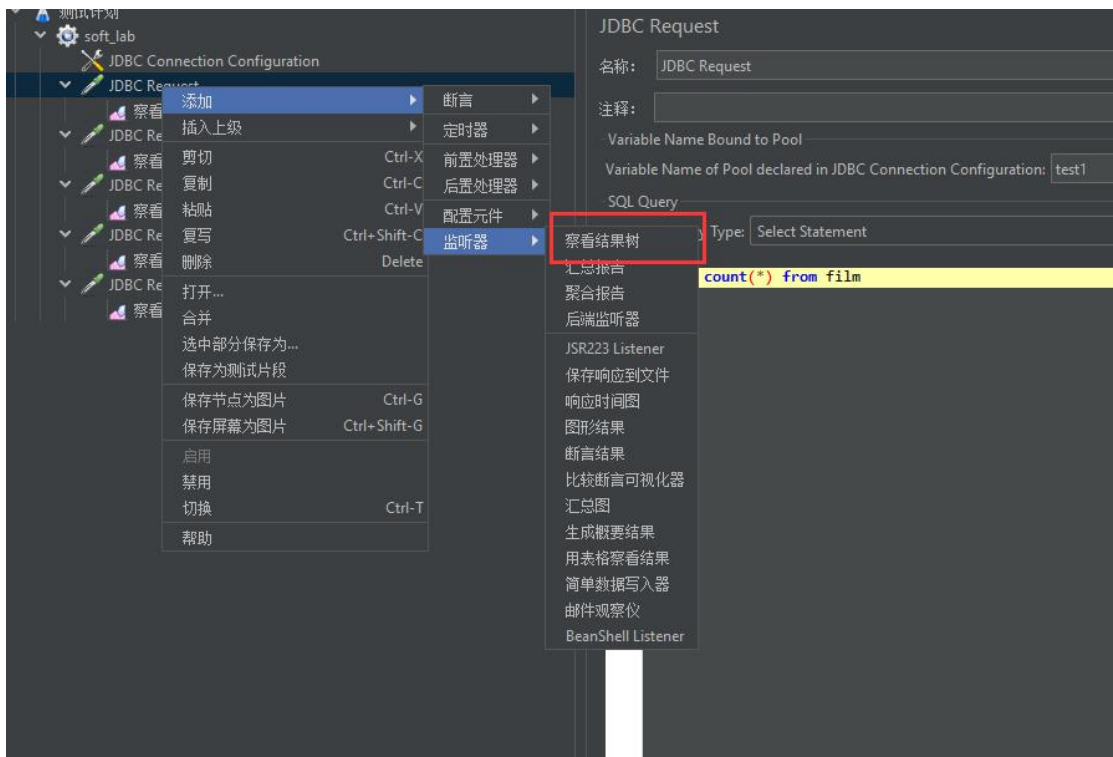 测试计划
soft_lab
JDBC Connection Configuration
JDBC Request
察看
JDBC Re
察看
JDBC Re
察看
JDBC Re
察看
JDBC Re
察看
添加
插入上级
剪切 Ctrl-X
复制 Ctrl-C
粘贴 Ctrl-V
复写 Ctrl+Shift-C
删除 Delete
打开...
合并
选中部分保存为...
保存为测试片段
保存节点为图片 Ctrl-G
保存屏幕为图片 Ctrl+Shift-G
启用
禁用
切换 Ctrl-T
帮助
断言
定时器
前置处理器
后置处理器
配置元件
监听器
察看结果树
汇总报告
聚合报告
后端监听器
JSR223 Listener
保存响应到文件
响应时间图
图形结果
断言结果
比较断言可视化器
汇总图
生成概要结果
用表格察看结果
简单数据写入器
邮件观察仪
BeanShell Listener
JDBC Request
名称: JDBC Request
注释:
Variable Name Bound to Pool
Variable Name of Pool declared in JDBC Connection Configuration: test1
SQL Query
Type: Select Statement
count(*) from film